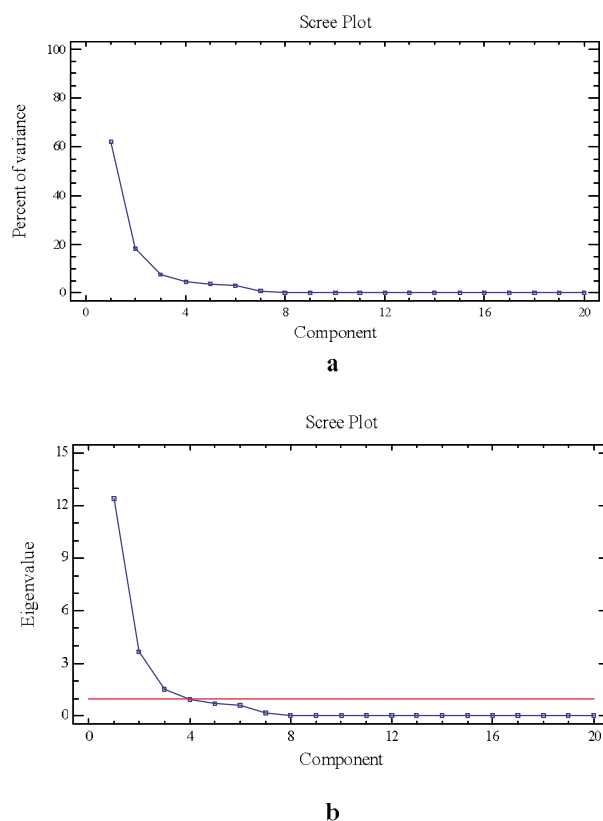 Scree Plot
100
80
60
40
20
0
Percent of variance
0 4 8 12 16 20
Component
a
Scree Plot
15
12
9
6
3
0
Eigenvalue
0 4 8 12 16 20
Component
b